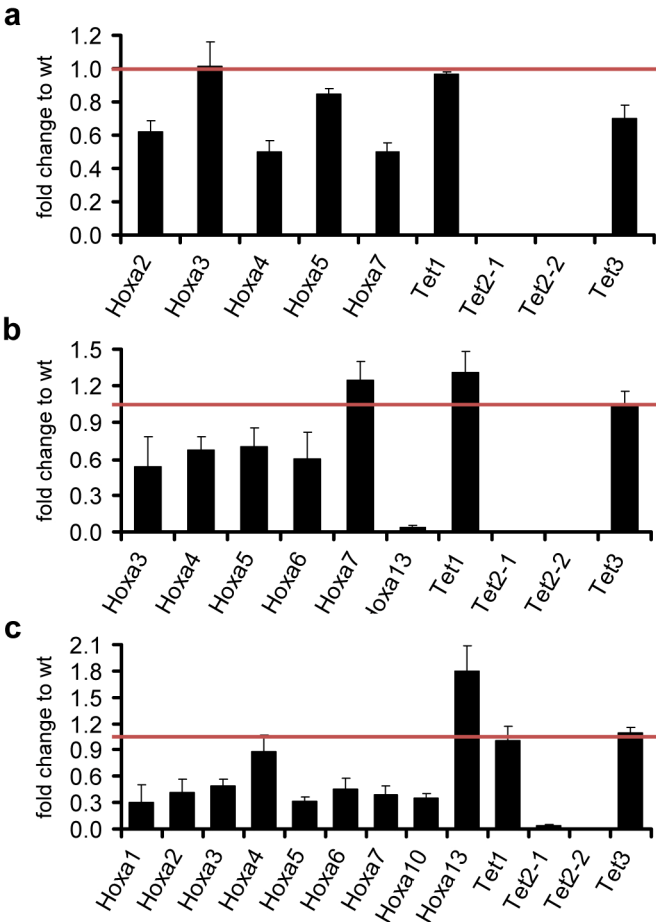 a
fold change to wt
1.2
1.0
0.8
0.6
0.4
0.2
0.0
Hoxa2
Hoxa3
Hoxa4
Hoxa5
Hoxa7
Tet1
Tet2-1
Tet2-2
Tet3
b
fold change to wt
1.5
1.2
0.9
0.6
0.3
0.0
Hoxa3
Hoxa4
Hoxa5
Hoxa6
Hoxa7
oxa13
Tet1
Tet2-1
Tet2-2
Tet3
c
fold change to wt
2.1
1.8
1.5
1.2
0.9
0.6
0.3
0.0
Hoxa1
Hoxa2
Hoxa3
Hoxa4
Hoxa5
Hoxa6
Hoxa7
Hoxa10
Hoxa13
Tet1
Tet2-1
Tet2-2
Tet3